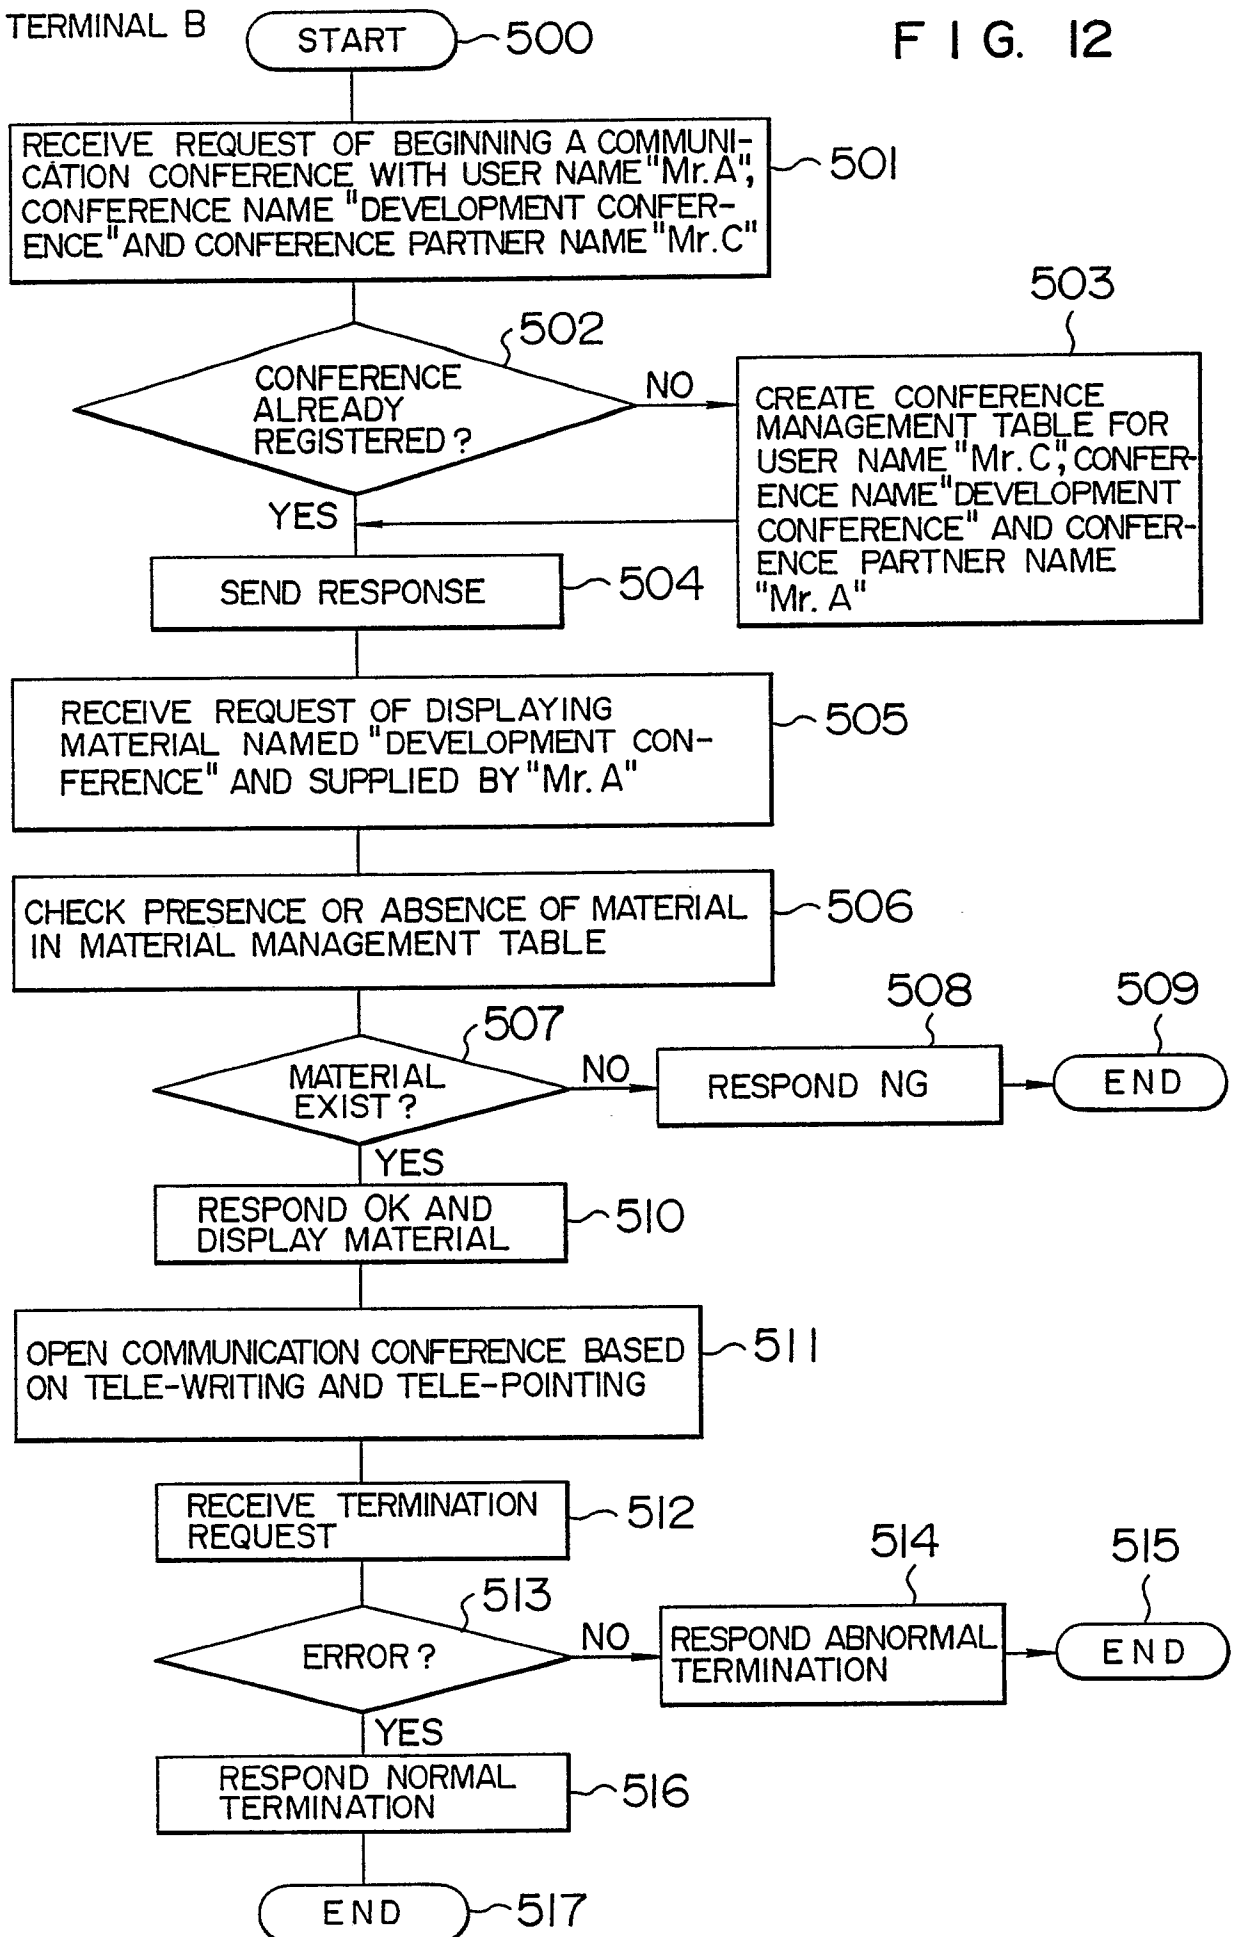 TERMINAL B
START
500
FIG. 12
RECEIVE REQUEST OF BEGINNING A COMMUNI-
CATION CONFERENCE WITH USER NAME "Mr. A",
CONFERENCE NAME "DEVELOPMENT CONFER-
ENCE" AND CONFERENCE PARTNER NAME "Mr. C"
501
502
CONFERENCE
ALREADY
REGISTERED?
NO
503
CREATE CONFERENCE
MANAGEMENT TABLE FOR
USER NAME "Mr. C", CONFER-
ENCE NAME "DEVELOPMENT
CONFERENCE" AND CONFER-
ENCE PARTNER NAME
"Mr. A"
YES
SEND RESPONSE
504
RECEIVE REQUEST OF DISPLAYING
MATERIAL NAMED "DEVELOPMENT CON-
FERENCE" AND SUPPLIED BY "Mr. A"
505
CHECK PRESENCE OR ABSENCE OF MATERIAL
IN MATERIAL MANAGEMENT TABLE
506
507
MATERIAL
EXIST?
NO
508
RESPOND NG
509
END
YES
RESPOND OK AND
DISPLAY MATERIAL
510
OPEN COMMUNICATION CONFERENCE BASED
ON TELE-WRITING AND TELE-POINTING
511
RECEIVE TERMINATION
REQUEST
512
513
ERROR?
NO
514
RESPOND ABNORMAL
TERMINATION
515
END
YES
RESPOND NORMAL
TERMINATION
516
END
517